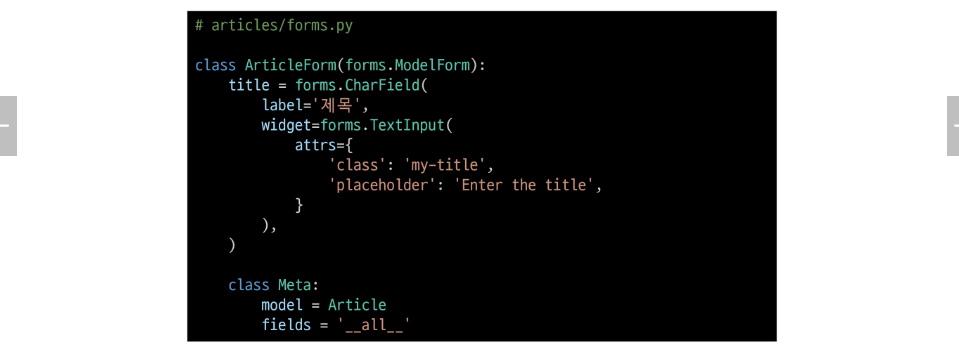 # articles/forms.py
class ArticleForm(forms.ModelForm):
    title = forms.CharField(
        label='제목',
        widget=forms.TextInput(
            attrs={
                'class': 'my-title',
                'placeholder': 'Enter the title',
            }
        ),
    )
    class Meta:
        model = Article
        fields = '__all__'